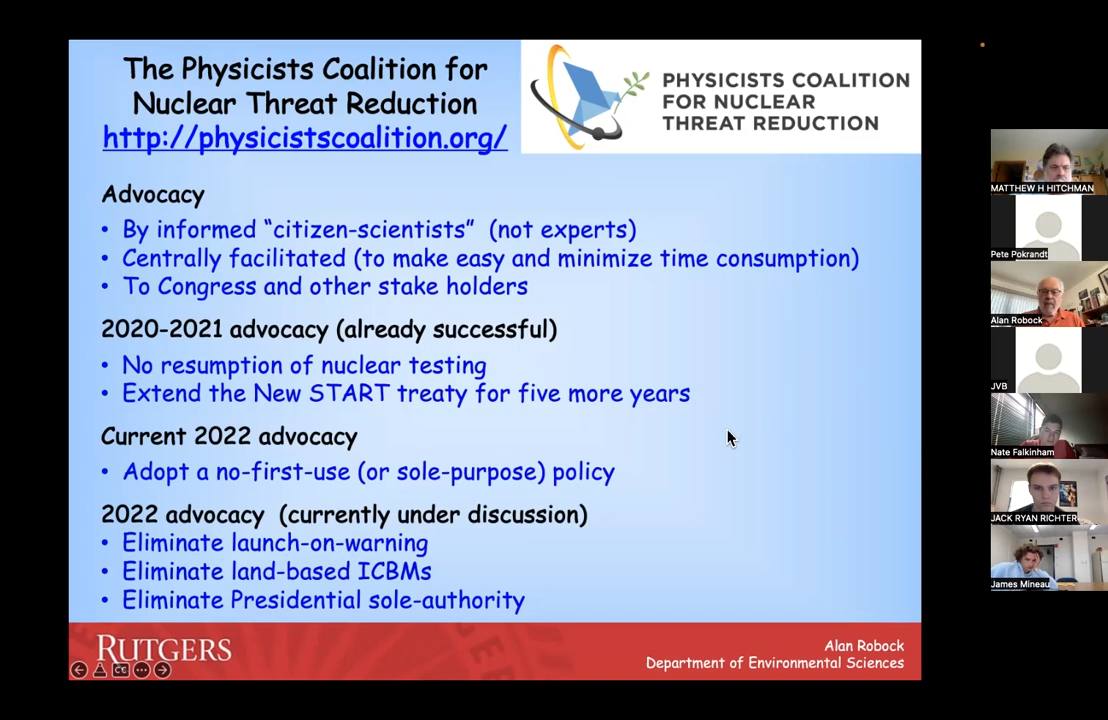 The Physicists Coalition for
Nuclear Threat Reduction
http://physicistscoalition.org/
PHYSICISTS COALITION
FOR NUCLEAR
THREAT REDUCTION
Advocacy
• By informed “citizen-scientists” (not experts)
• Centrally facilitated (to make easy and minimize time consumption)
• To Congress and other stake holders
2020-2021 advocacy (already successful)
• No resumption of nuclear testing
• Extend the New START treaty for five more years
Current 2022 advocacy
• Adopt a no-first-use (or sole-purpose) policy
2022 advocacy (currently under discussion)
• Eliminate launch-on-warning
• Eliminate land-based ICBMs
• Eliminate Presidential sole-authority
RUTGERS
CC
Alan Robock
Department of Environmental Sciences
MATTHEW H HITCHMAN
Pete Pokrandt
Alan Robock
JVB
Nate Falkinham
JACK RYAN RICHTER
James Mineau